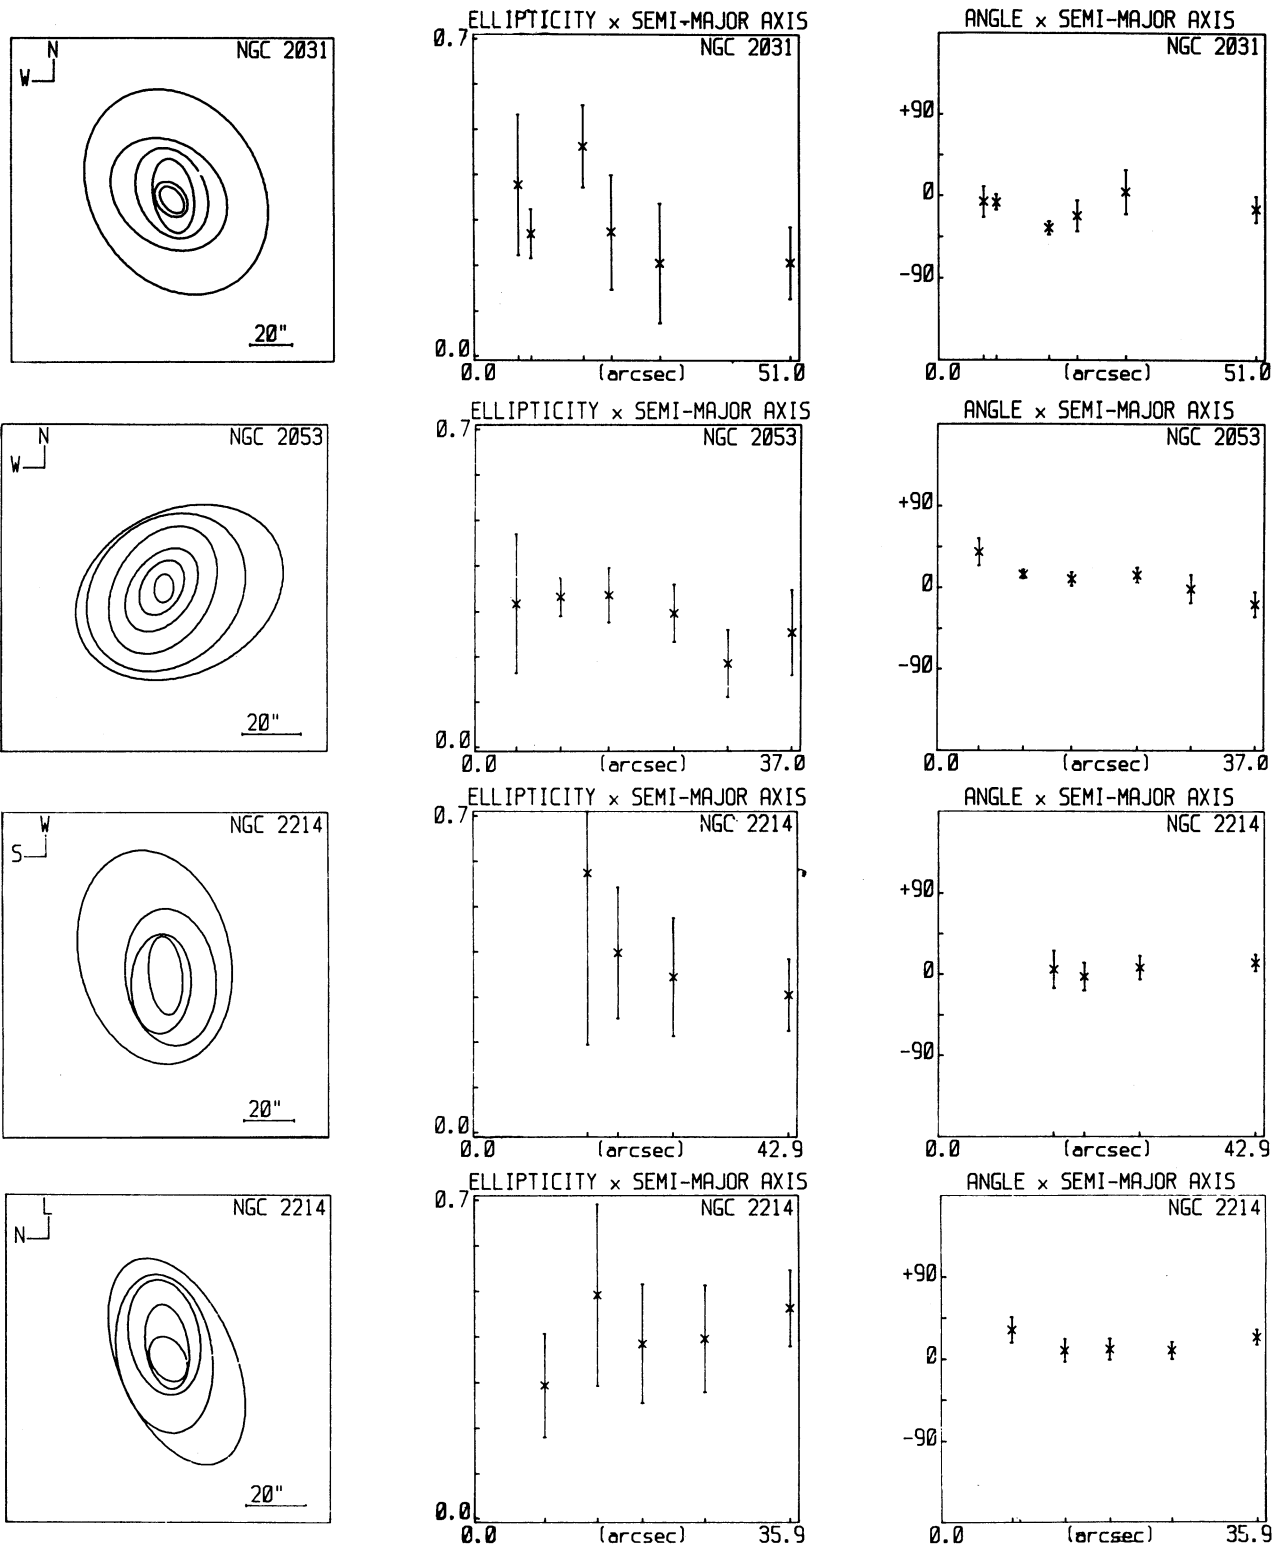 N
W
NGC 2031
20"
ELLIPTICITY x SEMI-MAJOR AXIS
0.7
NGC 2031
0.0
0.0 (arcsec) 51.0
ANGLE x SEMI-MAJOR AXIS
NGC 2031
+90
0
-90
0.0 (arcsec) 51.0
N
W
NGC 2053
20"
ELLIPTICITY x SEMI-MAJOR AXIS
0.7
NGC 2053
0.0
0.0 (arcsec) 37.0
ANGLE x SEMI-MAJOR AXIS
NGC 2053
+90
0
-90
0.0 (arcsec) 37.0
W
S
NGC 2214
20"
ELLIPTICITY x SEMI-MAJOR AXIS
0.7
NGC 2214
0.0
0.0 (arcsec) 42.9
ANGLE x SEMI-MAJOR AXIS
NGC 2214
+90
0
-90
0.0 (arcsec) 42.9
L
N
NGC 2214
20"
ELLIPTICITY x SEMI-MAJOR AXIS
0.7
NGC 2214
0.0
0.0 (arcsec) 35.9
ANGLE x SEMI-MAJOR AXIS
NGC 2214
+90
0
-90
0.0 (arcsec) 35.9